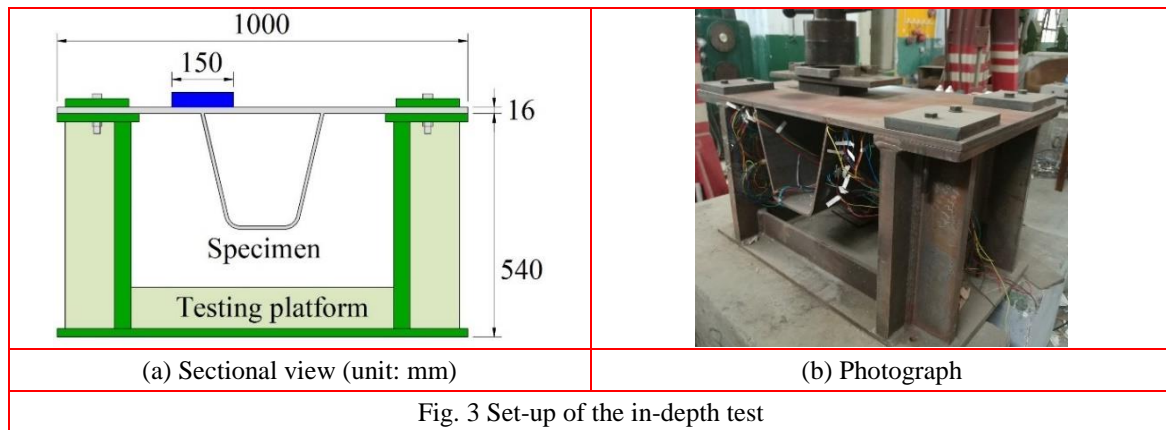 1000
150
16
Specimen
540
Testing platform
(a) Sectional view (unit: mm)
(b) Photograph
Fig. 3 Set-up of the in-depth test